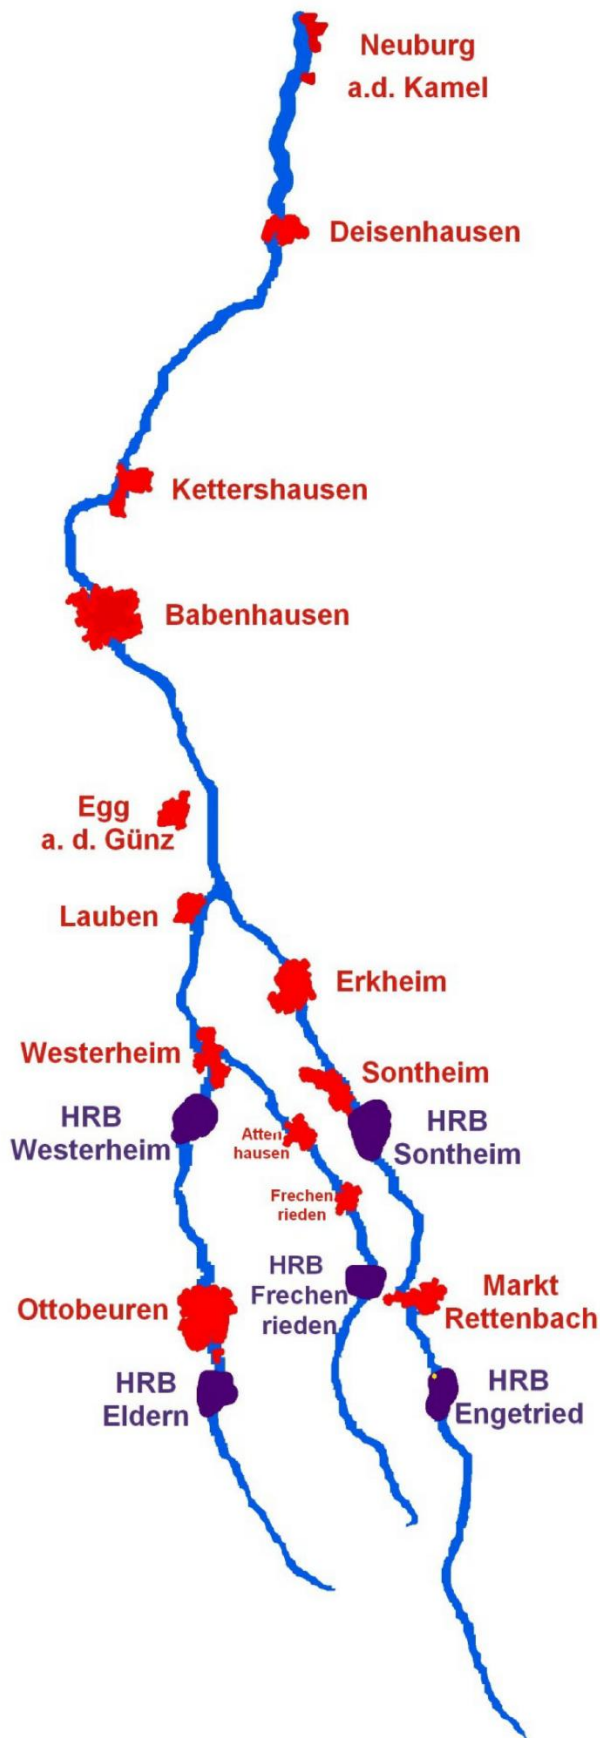 Neuburg
a.d. Kamel
Deisenhausen
Kettershausen
Babenhausen
Egg
a. d. Günz
Lauben
Erkheim
Westerheim
Sontheim
HRB
Westerheim
Atten
hausen
HRB
Sontheim
Frechen
rieden
HRB
Frechen
rieden
Markt
Rettenbach
Ottobeuren
HRB
Eldern
HRB
Engetried